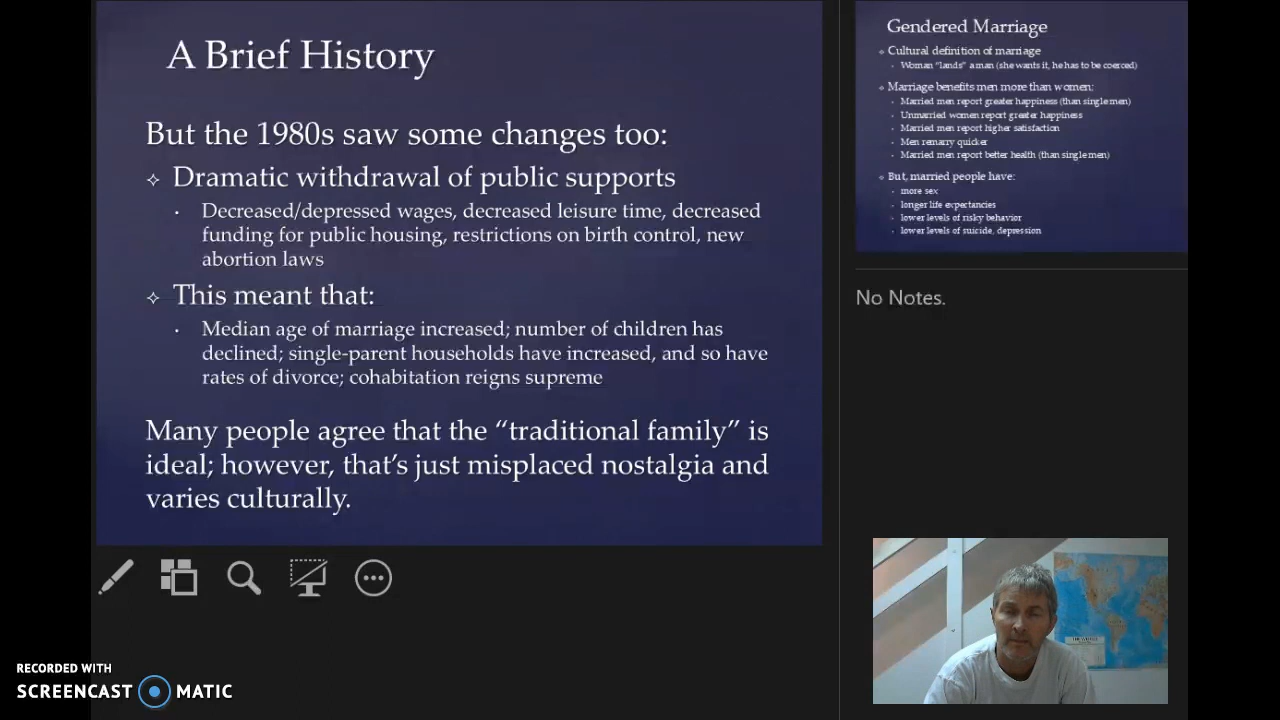 A Brief History
But the 1980s saw some changes too:
Dramatic withdrawal of public supports
Decreased/depressed wages, decreased leisure time, decreased
funding for public housing, restrictions on birth control, new
abortion laws
This meant that:
Median age of marriage increased; number of children has
declined; single-parent households have increased, and so have
rates of divorce; cohabitation reigns supreme
Many people agree that the “traditional family” is
ideal; however, that’s just misplaced nostalgia and
varies culturally.
Gendered Marriage
Cultural definition of marriage
Woman “lands” a man (she wants it, he has to be coerced)
Marriage benefits men more than women:
Married men report greater happiness (than single men)
Unmarried women report greater happiness
Married men report higher satisfaction
Men remarry quicker
Married men report better health (than single men)
But, married people have:
more sex
longer life expectancies
lower levels of risky behavior
lower levels of suicide, depression
No Notes.
RECORDED WITH
SCREENCAST MATIC